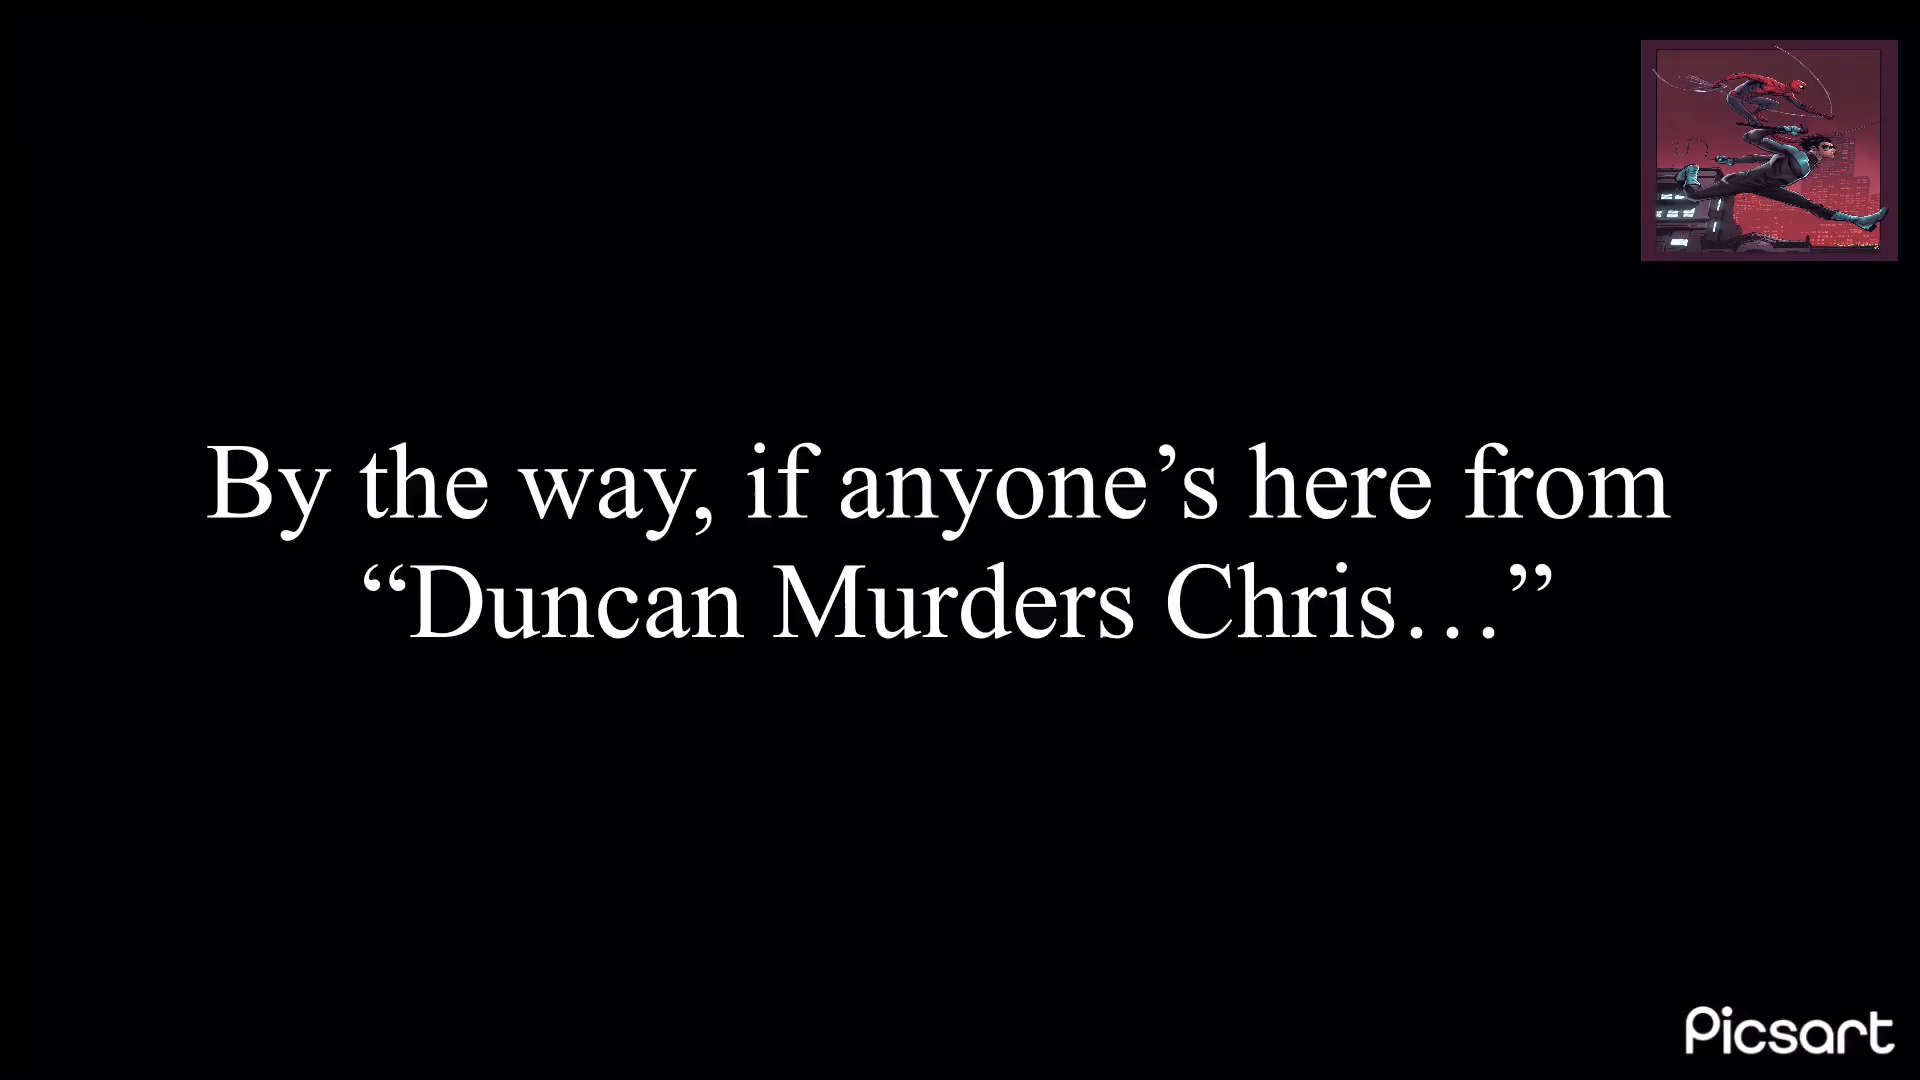 By the way, if anyone’s here from
“Duncan Murders Chris…”
Picsart